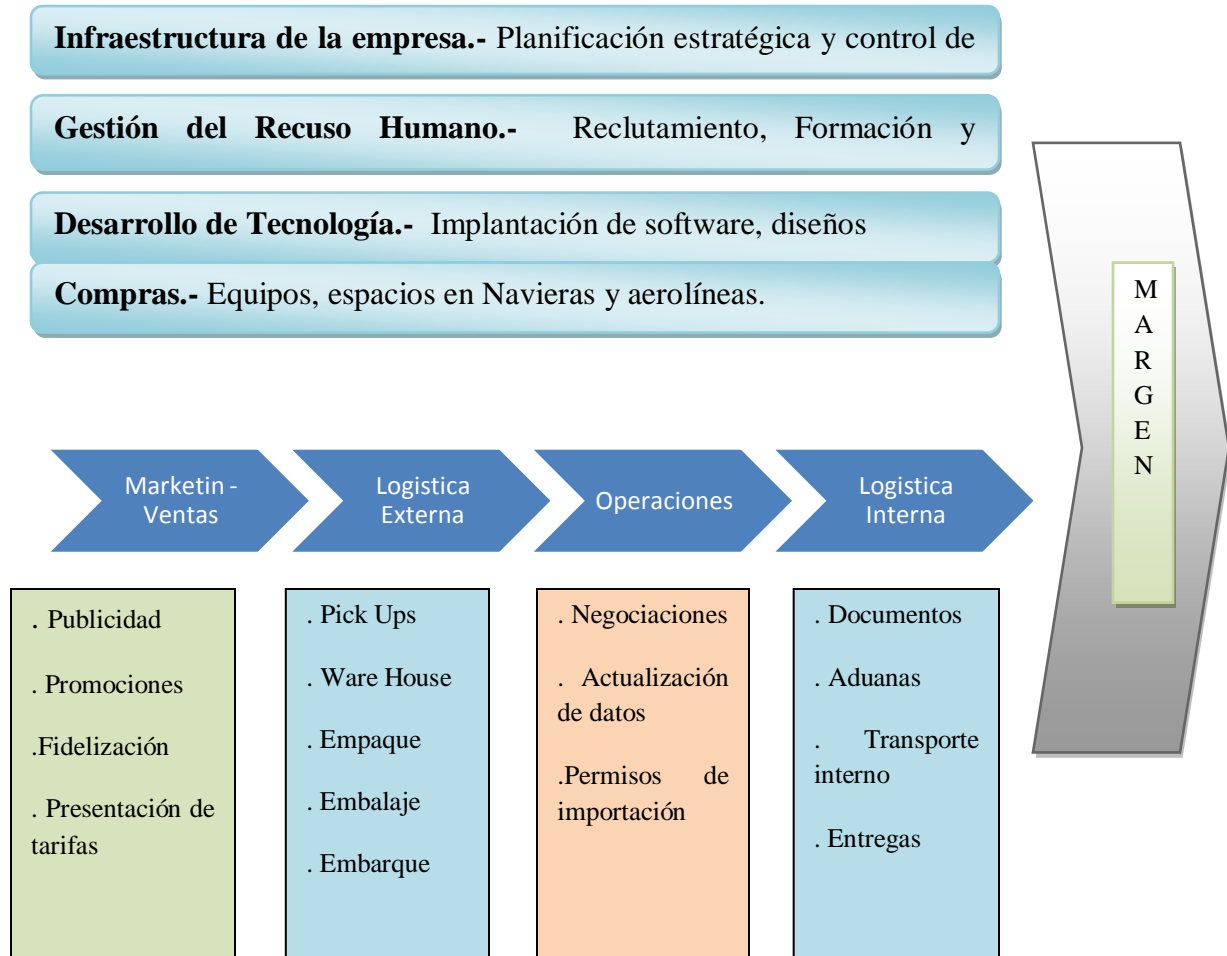 Infraestructura de la empresa.- Planificación estratégica y control de
Gestión del Recuso Humano.- Reclutamiento, Formación y
Desarrollo de Tecnología.- Implantación de software, diseños
Compras.- Equipos, espacios en Navieras y aerolíneas.
M
A
R
G
E
N
Marketin -
Ventas
Logistica
Externa
Operaciones
Logistica
Interna
. Publicidad
. Promociones
.Fidelización
. Presentación de
tarifas
. Pick Ups
. Ware House
. Empaque
. Embalaje
. Embarque
. Negociaciones
. Actualización
de datos
.Permisos de
importación
. Documentos
. Aduanas
. Transporte
interno
. Entregas